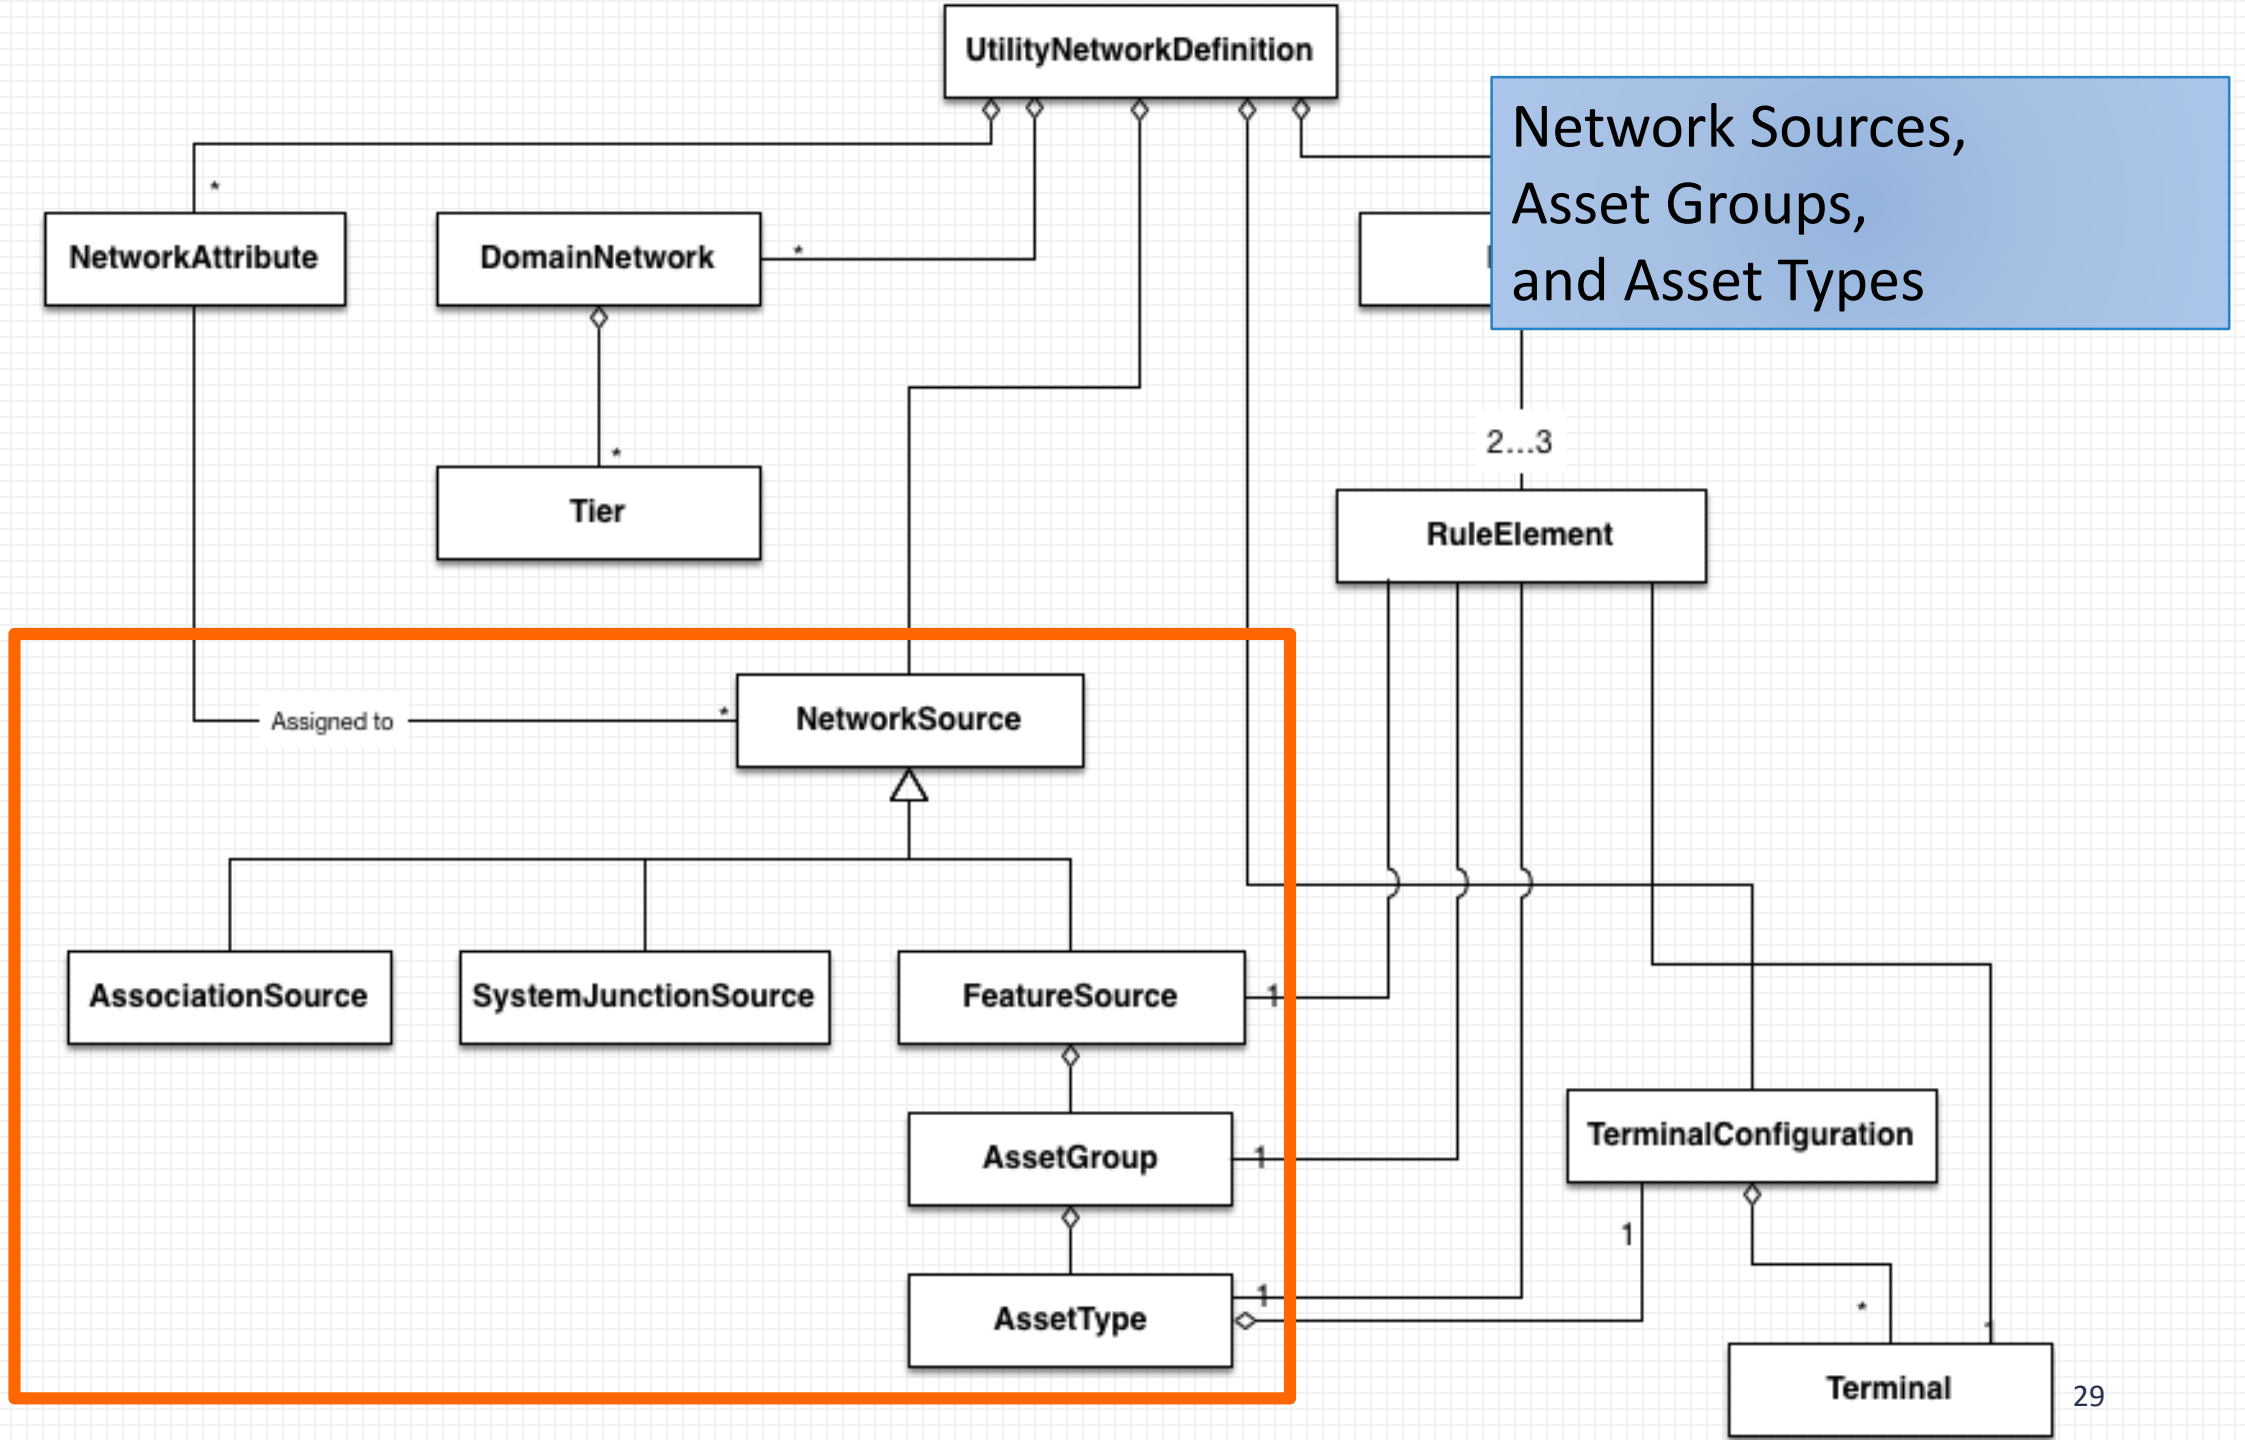 UtilityNetworkDefinition
Network Sources,
Asset Groups,
and Asset Types
*
NetworkAttribute
DomainNetwork
*
2...3
*
Tier
RuleElement
Assigned to
*
NetworkSource
AssociationSource
SystemJunctionSource
FeatureSource
1
AssetGroup
1
TerminalConfiguration
1
1
AssetType
*
1
Terminal
29